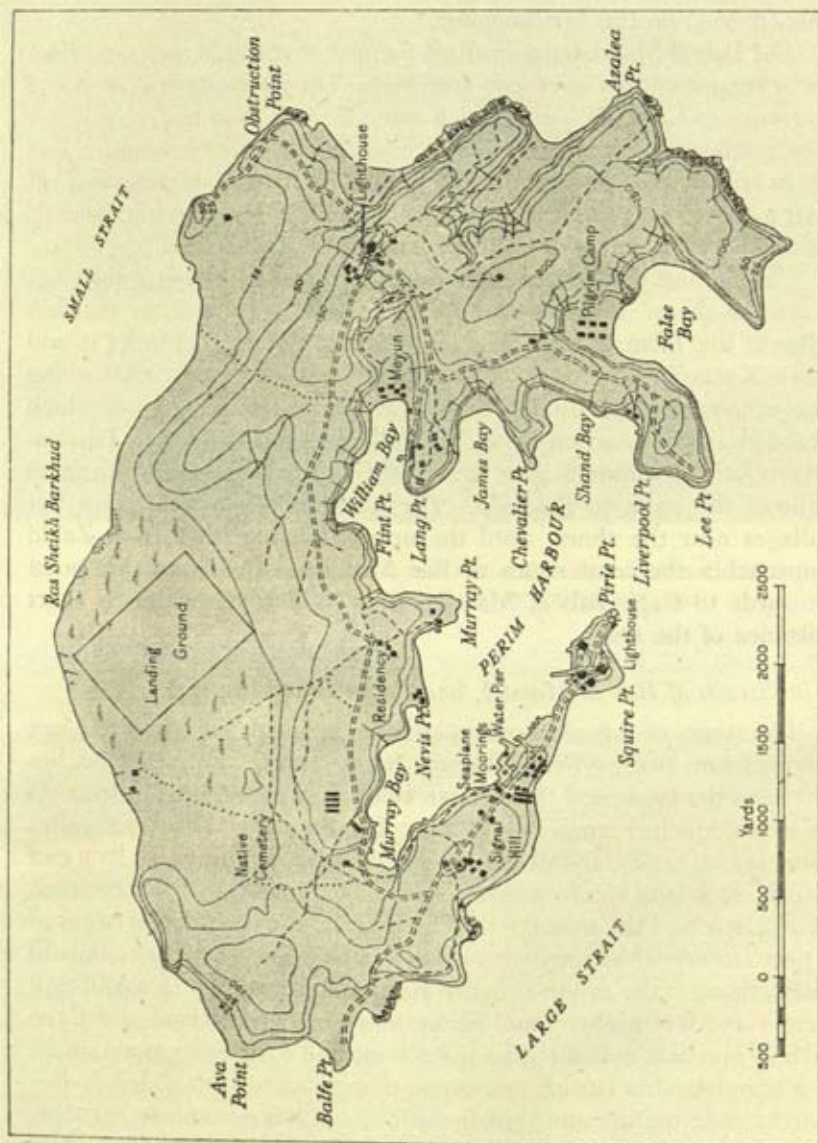 SMALL STRAIT
Obstruction
Point
Ras Sheikh Barkhud
Lighthouse
Azalea
Pt.
Landing
Ground
Native
Cemetery
Ava
Point
Balfe Pt.
Mayun
William Bay
Flint Pt.
Lang Pt.
James Bay
Chevalier Pt.
Shand Bay
Pilgrim Camp
False
Bay
Liverpool Pt.
Lee Pt
Residency
Murray Pt.
Murray Bay
Nevis Pt.
PERIM HARBOUR
Seaplane
Moorings
Water Pier
Signal
Hill
Pirie Pt.
Lighthouse
Squire Pt.
LARGE STRAIT
500 0 500 1000 1500 2000 2500
Yards